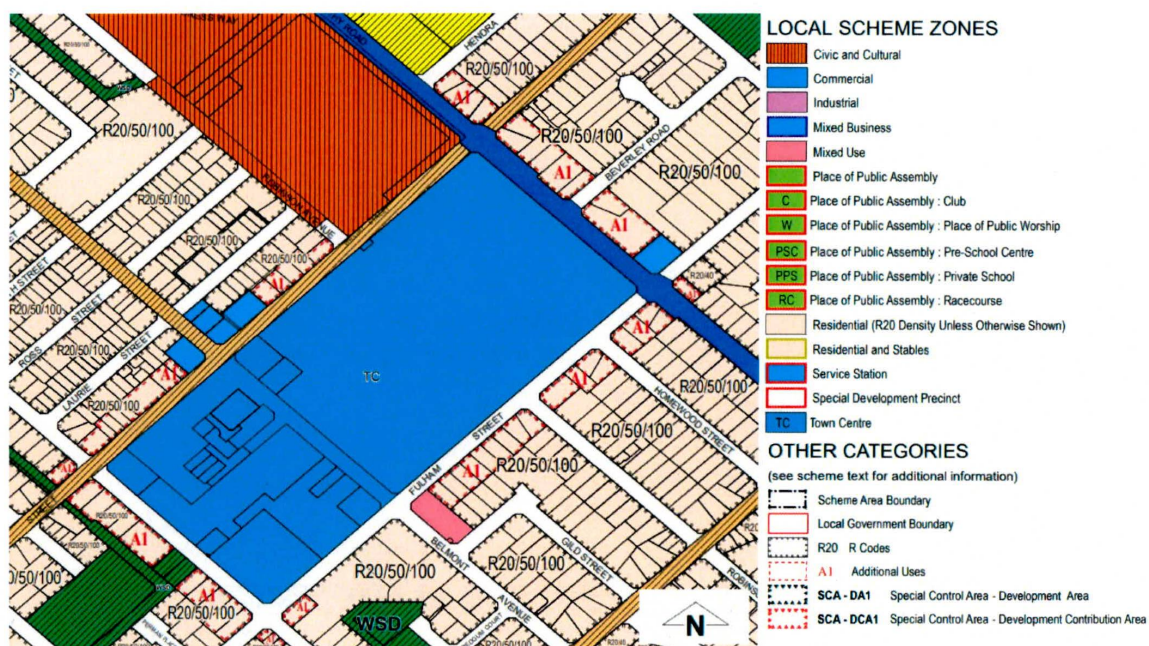 HENDRA
R20/50/100
A1
R20/50/100
R20/50/100
BEVERLEY ROAD
R20/50/100
A1
A1
R20/50/100
AVENUE
R20/50/100
R20/50/100
A1
R20/40
A1
R20/50/100
ROSS STREET
R20/50/100
LAURIE STREET
R20/50/100
A1
TC
A1
R20/50/100
HOMEWOOD STREET
R20/50/100
R20/50/100
A1
FULHAM STREET
STREET
A1
R20/50/100
A1
R20/50/100
BELMONT AVENUE
GILD STREET
WSD
N
LOCAL SCHEME ZONES
Civic and Cultural
Commercial
Industrial
Mixed Business
Mixed Use
Place of Public Assembly
C Place of Public Assembly : Club
W Place of Public Assembly : Place of Public Worship
PSC Place of Public Assembly : Pre-School Centre
PPS Place of Public Assembly : Private School
RC Place of Public Assembly : Racecourse
Residential (R20 Density Unless Otherwise Shown)
Residential and Stables
Service Station
Special Development Precinct
TC Town Centre
OTHER CATEGORIES
(see scheme text for additional information)
Scheme Area Boundary
Local Government Boundary
R20 R Codes
A1 Additional Uses
SCA - DA1 Special Control Area - Development Area
SCA - DCA1 Special Control Area - Development Contribution Area